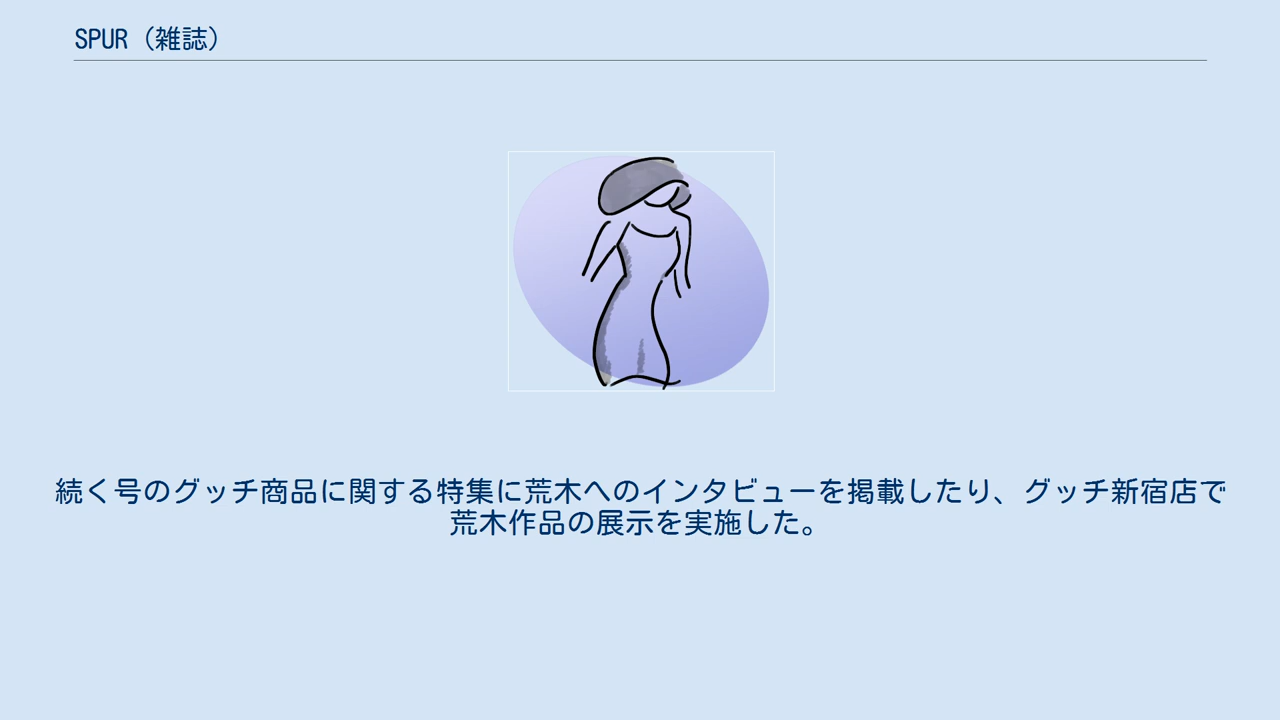 SPUR（雑誌）
続く号のグッチ商品に関する特集に荒木へのインタビューを掲載したり、グッチ新宿店で
荒木作品の展示を実施した。